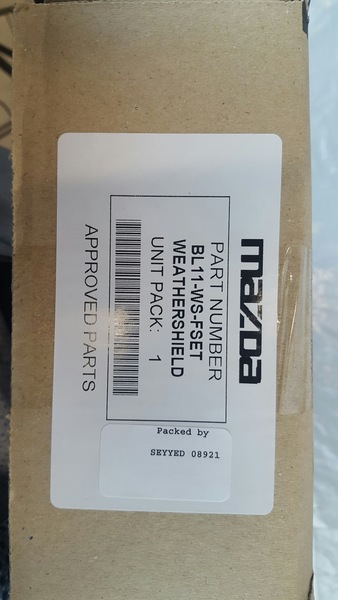 mazda
PART NUMBER
BL11-WS-FSET
WEATHERSHIELD
UNIT PACK: 1
APPROVED PARTS
Packed by
SEYYED 08921